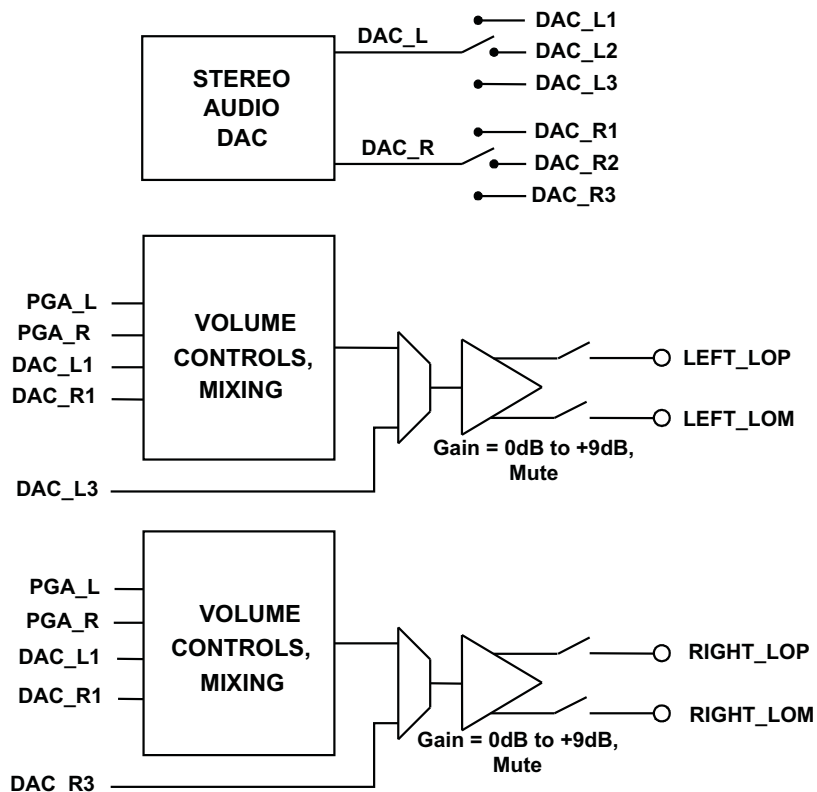 STEREO
AUDIO
DAC
DAC_L
DAC_L1
DAC_L2
DAC_L3
DAC_R
DAC_R1
DAC_R2
DAC_R3
PGA_L
PGA_R
DAC_L1
DAC_R1
VOLUME
CONTROLS,
MIXING
DAC_L3
LEFT_LOP
LEFT_LOM
Gain = 0dB to +9dB,
Mute
PGA_L
PGA_R
DAC_L1
DAC_R1
VOLUME
CONTROLS,
MIXING
DAC_R3
RIGHT_LOP
RIGHT_LOM
Gain = 0dB to +9dB,
Mute